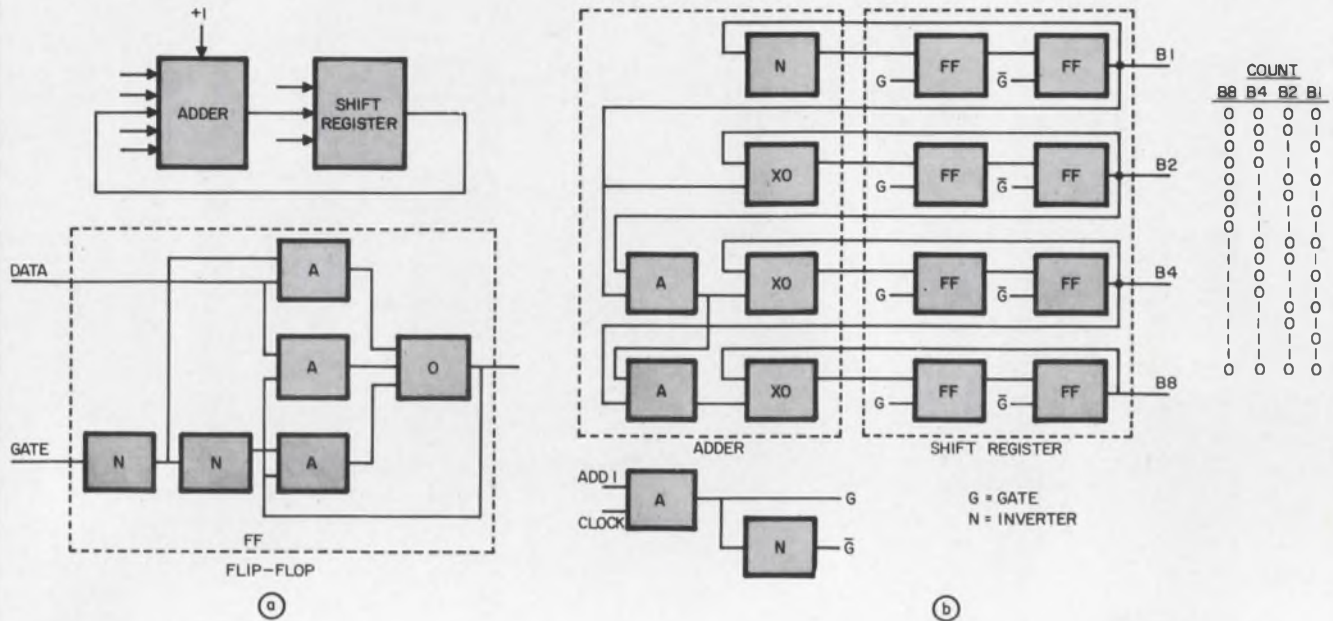 +1
ADDER
SHIFT
REGISTER
DATA
A
A
O
GATE
N
N
A
FF
FLIP-FLOP
a
N
G
FF
G̅
FF
B1
XO
G
FF
G̅
FF
B2
A
XO
G
FF
G̅
FF
B4
A
XO
G
FF
G̅
FF
B8
ADDER
SHIFT REGISTER
ADD 1
CLOCK
A
G
N
G̅
G = GATE
N = INVERTER
b
COUNT
B8 B4 B2 B1
0 0 0 0
0 0 0 1
0 0 1 0
0 0 1 1
0 1 0 0
0 1 0 1
0 1 1 0
0 1 1 1
1 0 0 0
1 0 0 1
1 0 1 0
1 0 1 1
1 1 0 0
1 1 0 1
1 1 1 0
1 1 1 1
0 0 0 0